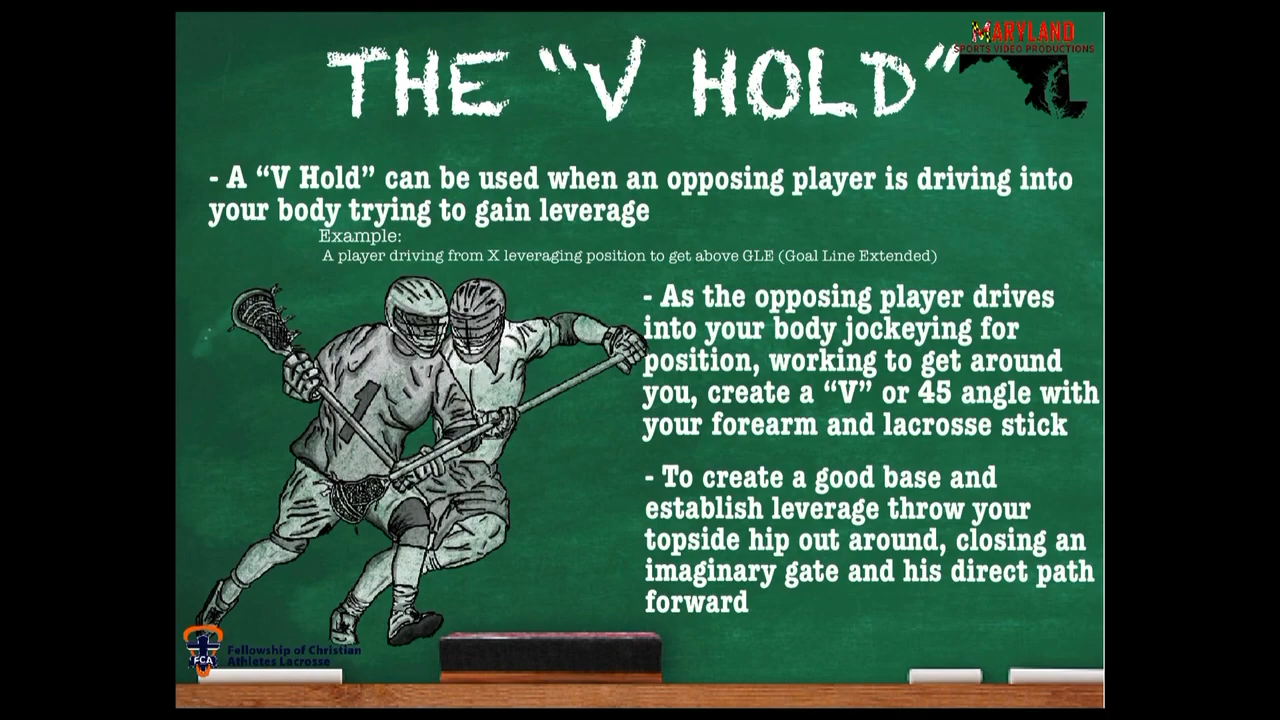 MARYLAND
SPORTS VIDEO PRODUCTIONS
THE "V HOLD"
- A “V Hold” can be used when an opposing player is driving into
your body trying to gain leverage
Example:
A player driving from X leveraging position to get above GLE (Goal Line Extended)
- As the opposing player drives
into your body jockeying for
position, working to get around
you, create a “V” or 45 angle with
your forearm and lacrosse stick
- To create a good base and
establish leverage throw your
topside hip out around, closing an
imaginary gate and his direct path
forward
1
FCA
Fellowship of Christian
Athletes Lacrosse